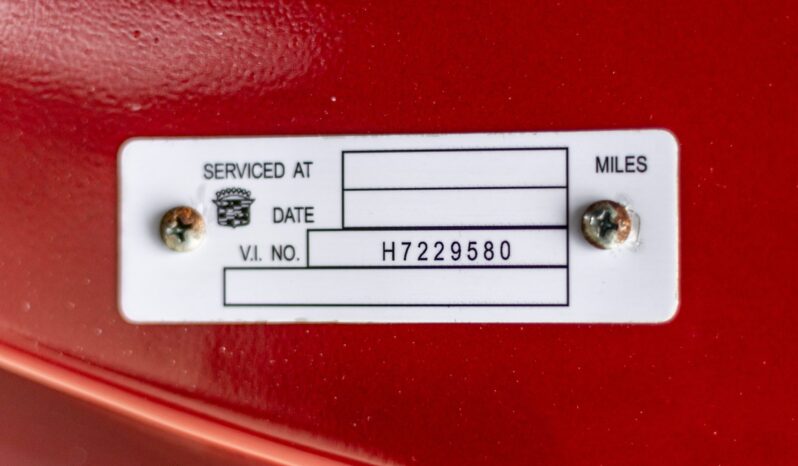 SERVICED AT MILES
DATE
V.I. NO. H7229580